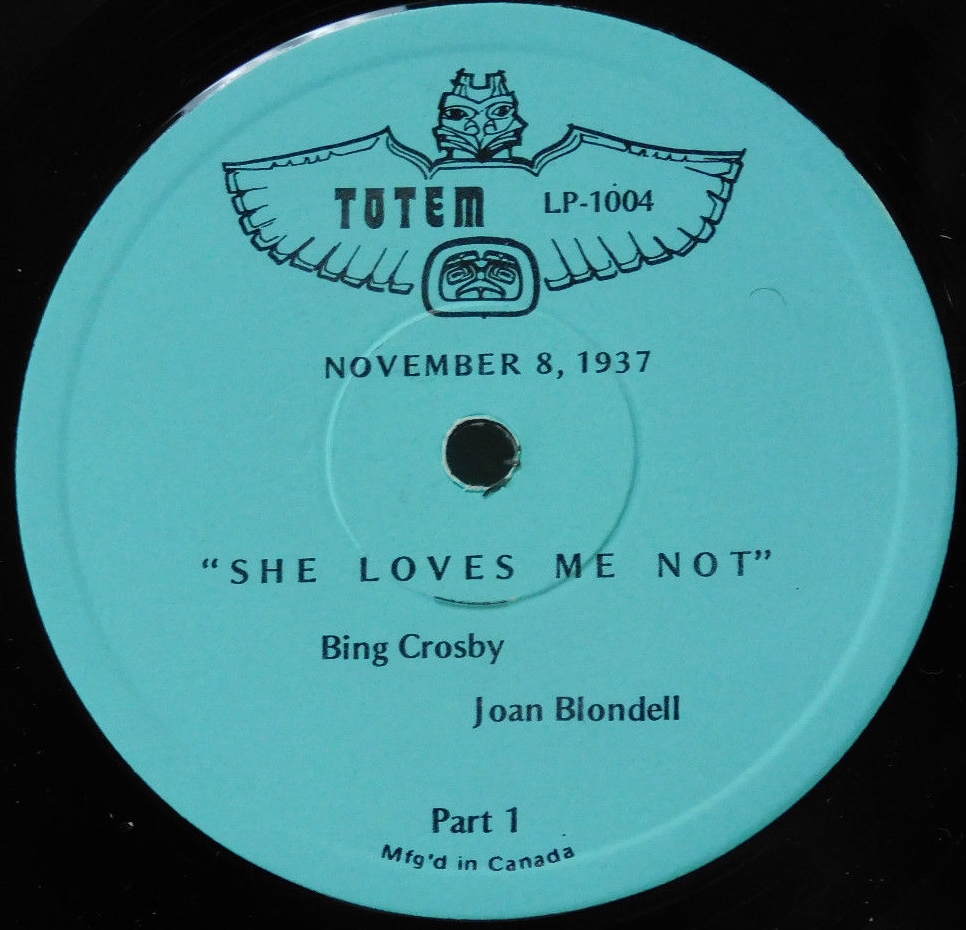 TOTEM LP-1004
NOVEMBER 8, 1937
“SHE LOVES ME NOT”
Bing Crosby
Joan Blondell
Part 1
Mfg'd in Canada